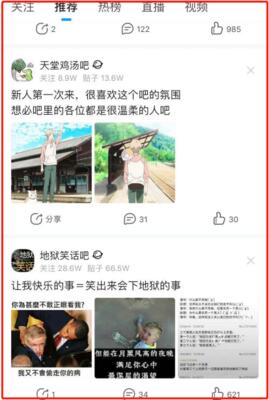 关注 推荐 热榜 直播 视频
2 122 985
天堂鸡汤吧
关注 8.9W 贴子 13.6W
新人第一次来，很喜欢这个吧的氛围
想必吧里的各位都是很温柔的人吧
分享 31 30
地狱笑话吧
关注 28.6W 贴子 66.5W
让我快乐的事＝笑出来会下地狱的事
你為甚麼不敢正眼看我?
我又不會偷走你的病
但能在月黑风高的夜晚
满足你心中
最深层的渴望
1 34 621